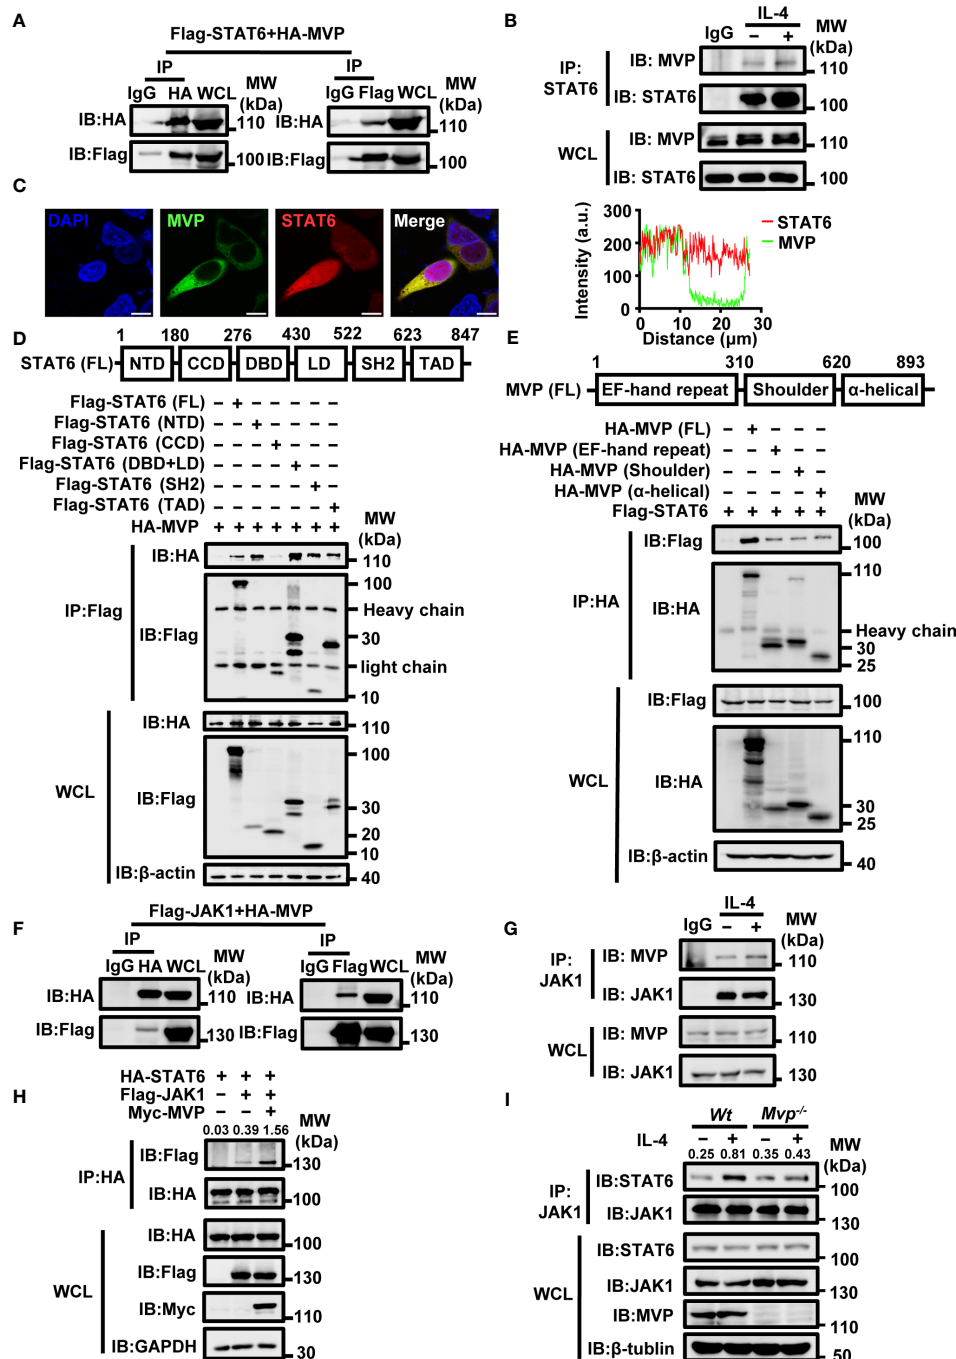 A
Flag-STAT6+HA-MVP
IP IP
IgG HA WCL MW (kDa) IgG Flag WCL MW (kDa)
IB:HA 110 IB:HA 110
IB:Flag 100 IB:Flag 100
B
IL-4
IgG − + MW (kDa)
IP: STAT6
IB: MVP 110
IB: STAT6 100
WCL
IB: MVP 110
IB: STAT6 100
C
DAPI MVP STAT6 Merge
Intensity (a.u.)
300
200
100
0
0 10 20 30
Distance (μm)
STAT6
MVP
D
1 180 276 430 522 623 847
STAT6 (FL) NTD CCD DBD LD SH2 TAD
Flag-STAT6 (FL) − + − − − − −
Flag-STAT6 (NTD) − − + − − − −
Flag-STAT6 (CCD) − − − + − − −
Flag-STAT6 (DBD+LD) − − − − + − −
Flag-STAT6 (SH2) − − − − − + −
Flag-STAT6 (TAD) − − − − − − +
HA-MVP + + + + + + +
MW (kDa)
IP:Flag
IB:HA 110
IB:Flag
100
Heavy chain
30
light chain
10
WCL
IB:HA 110
IB:Flag
100
30
20
10
IB:β-actin 40
E
1 310 620 893
MVP (FL) EF-hand repeat Shoulder α-helical
HA-MVP (FL) − + − − −
HA-MVP (EF-hand repeat) − − + − −
HA-MVP (Shoulder) − − − + −
HA-MVP (α-helical) − − − − +
Flag-STAT6 + + + + +
MW (kDa)
IP:HA
IB:Flag 100
IB:HA
110
Heavy chain
30
25
WCL
IB:Flag 100
IB:HA
110
30
25
IB:β-actin 40
F
Flag-JAK1+HA-MVP
IP IP
IgG HA WCL MW (kDa) IgG Flag WCL MW (kDa)
IB:HA 110 IB:HA 110
IB:Flag 130 IB:Flag 130
G
IL-4
IgG − + MW (kDa)
IP: JAK1
IB: MVP 110
IB: JAK1 130
WCL
IB: MVP 110
IB: JAK1 130
H
HA-STAT6 + + +
Flag-JAK1 − + +
Myc-MVP − − +
0.03 0.39 1.56 MW (kDa)
IP:HA
IB:Flag 130
IB:HA 100
WCL
IB:HA 100
IB:Flag 130
IB:Myc 110
IB:GAPDH 30
I
Wt Mvp-/-
IL-4 − + − +
0.25 0.81 0.35 0.43 MW (kDa)
IP: JAK1
IB:STAT6 100
IB:JAK1 130
WCL
IB:STAT6 100
IB:JAK1 130
IB:MVP 110
IB:β-tublin 50